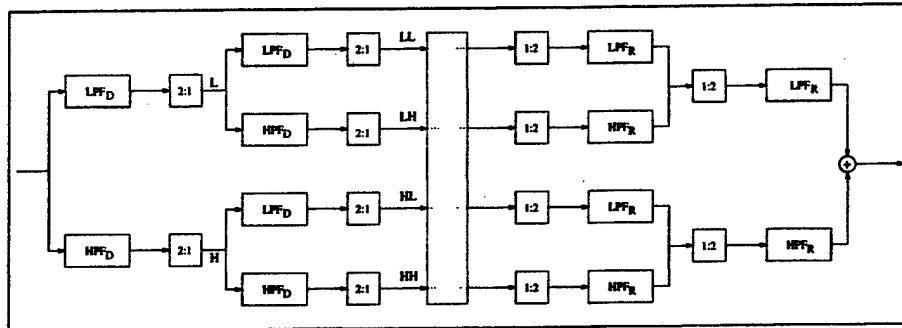 LPF_D 2:1 LL 1:2 LPF_R
LPF_D 2:1 L 1:2 LPF_R
HPF_D 2:1 LH 1:2 HPF_R
+
LPF_D 2:1 HL 1:2 LPF_R
HPF_D 2:1 H 1:2 HPF_R
HPF_D 2:1 HH 1:2 HPF_R